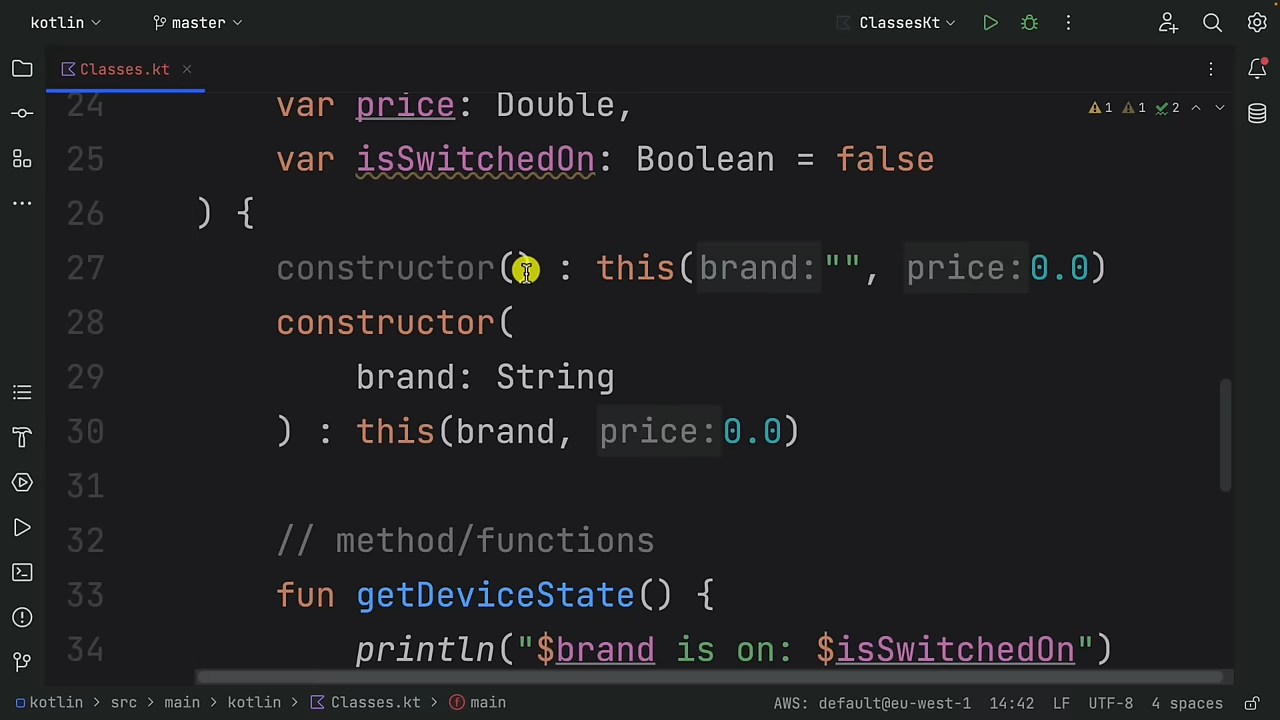 kotlin master ClassesKt
Classes.kt
24 var price: Double,
1 1 2
25 var isSwitchedOn: Boolean = false
26 ) {
27 constructor() : this(brand:"", price:0.0)
28 constructor(
29 brand: String
30 ) : this(brand, price:0.0)
31
32 // method/functions
33 fun getDeviceState() {
34 println("$brand is on: $isSwitchedOn")
kotlin > src > main > kotlin > Classes.kt > main AWS: default@eu-west-1 14:42 LF UTF-8 4 spaces